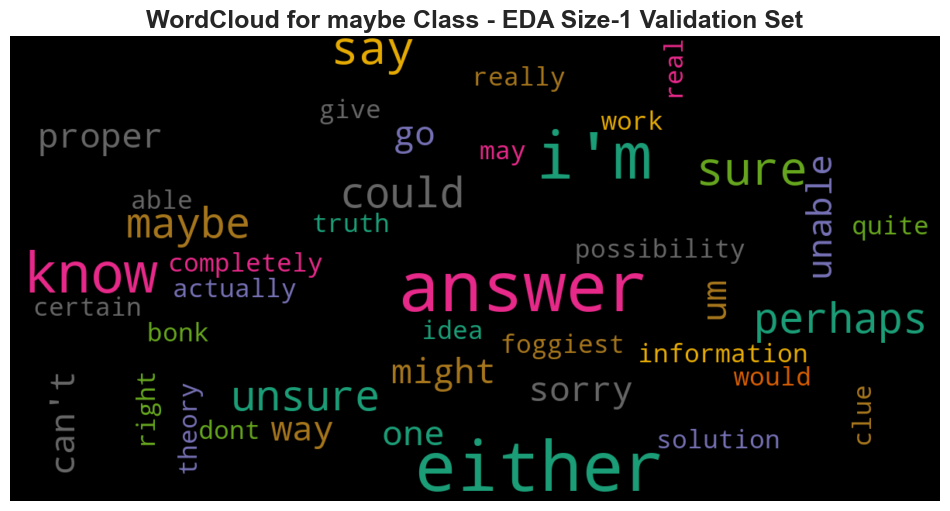 WordCloud for maybe Class - EDA Size-1 Validation Set
say
really
real
give
work
proper
go
may
i'm
sure
able
could
unable
maybe
truth
quite
know
completely
possibility
actually
answer
certain
um
perhaps
bonk
idea
foggiest
information
might
would
can't
right
theory
unsure
sorry
clue
dont
way
one
either
solution